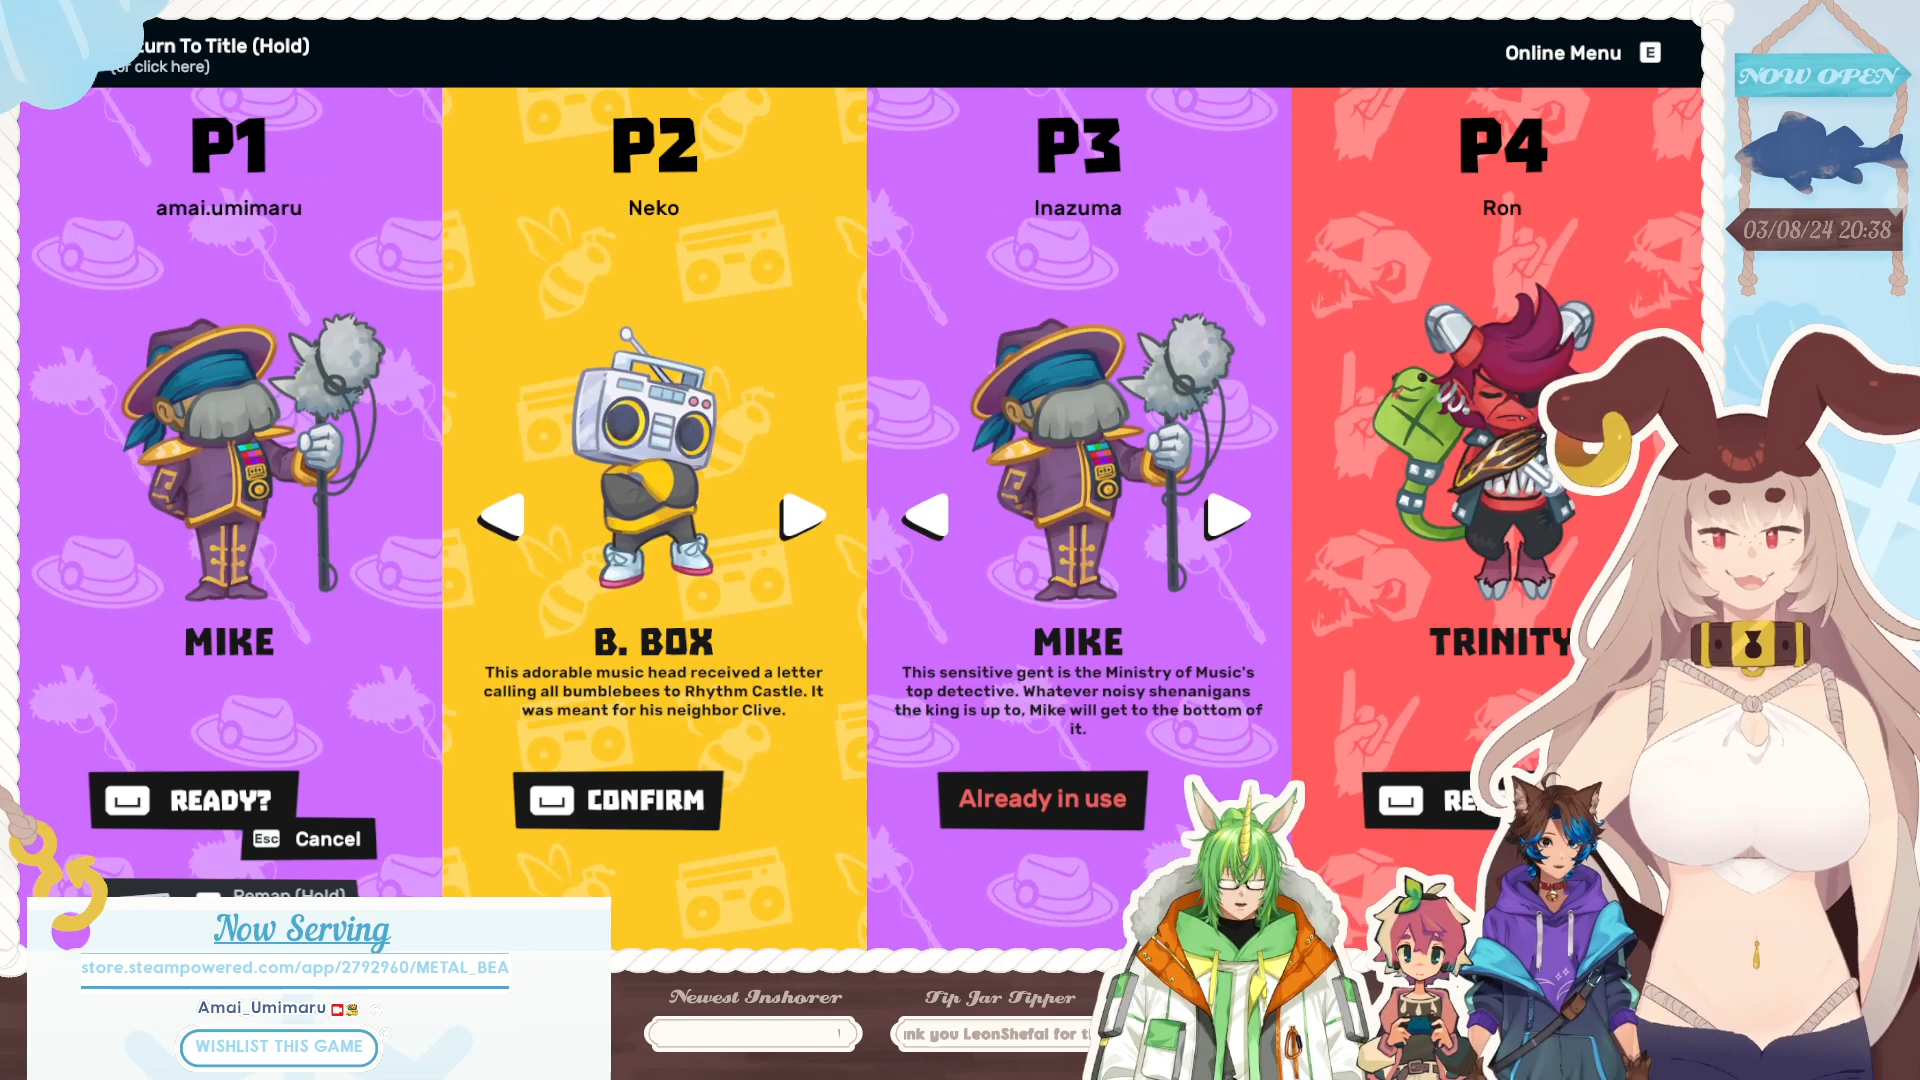 urn To Title (Hold)
(or click here)
Online Menu E
NOW OPEN
03/08/24 20:38
P1
amai.umimaru
MIKE
READY?
Esc Cancel
Remap (Hold)
P2
Neko
B. BOX
This adorable music head received a letter
calling all bumblebees to Rhythm Castle. It
was meant for his neighbor Clive.
CONFIRM
P3
Inazuma
MIKE
This sensitive gent is the Ministry of Music's
top detective. Whatever noisy shenanigans
the king is up to, Mike will get to the bottom of
it.
Already in use
P4
Ron
TRINITY
RE
Now Serving
store.steampowered.com/app/2792960/METAL_BEA
Amai_Umimaru
WISHLIST THIS GAME
Newest Inshorer
Tip Jar Tipper
ank you LeonShefal for t